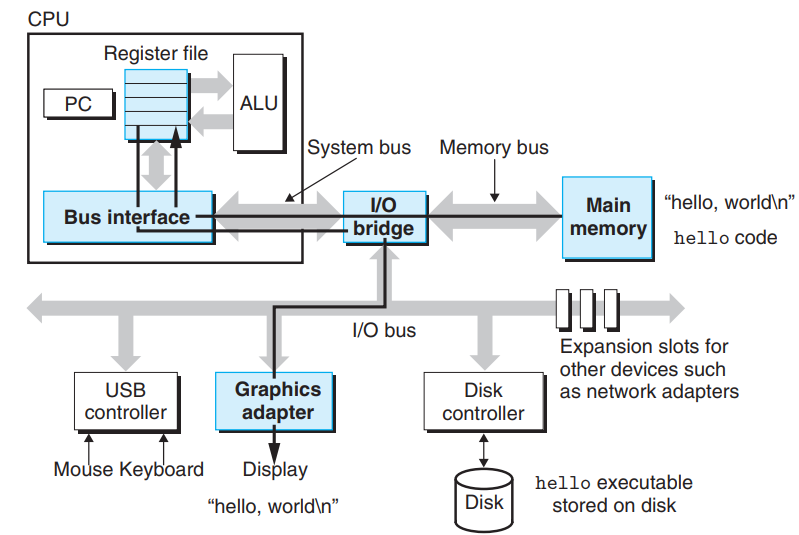 CPU
Register file
PC
ALU
System bus
Memory bus
Bus interface
I/O
bridge
Main
memory
“hello, world\n”
hello code
I/O bus
Expansion slots for
other devices such
as network adapters
USB
controller
Graphics
adapter
Disk
controller
Mouse Keyboard
Display
“hello, world\n”
Disk
hello executable
stored on disk